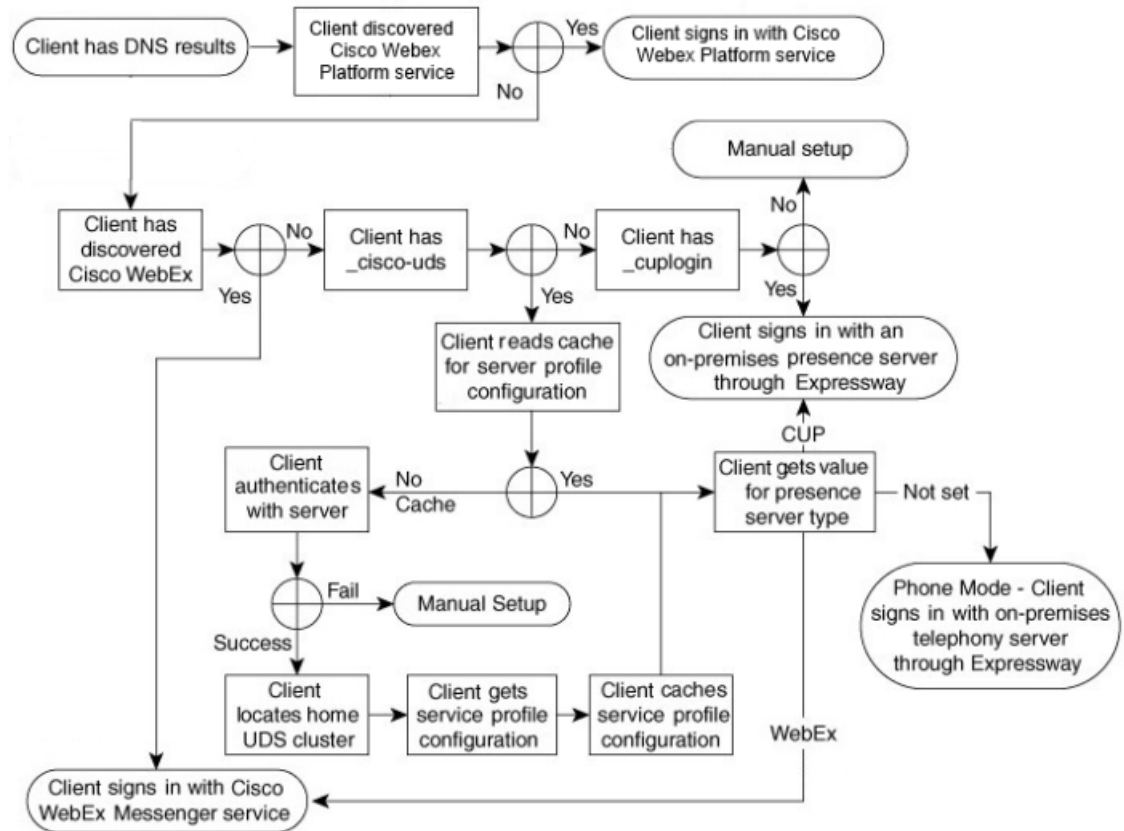 Client has DNS results
Client discovered
Cisco Webex
Platform service
Yes
Client signs in with Cisco
Webex Platform service
No
Manual setup
No
Client has
discovered
Cisco WebEx
No
Client has
_cisco-uds
No
Client has
_cuplogin
Yes
Yes
Yes
Client reads cache
for server profile
configuration
Client signs in with an
on-premises presence server
through Expressway
CUP
Client
authenticates
with server
No
Cache
Yes
Client gets value
for presence
server type
Not set
Fail
Manual Setup
Success
Phone Mode - Client
signs in with on-premises
telephony server
through Expressway
Client
locates home
UDS cluster
Client gets
service profile
configuration
Client caches
service profile
configuration
WebEx
Client signs in with Cisco
WebEx Messenger service